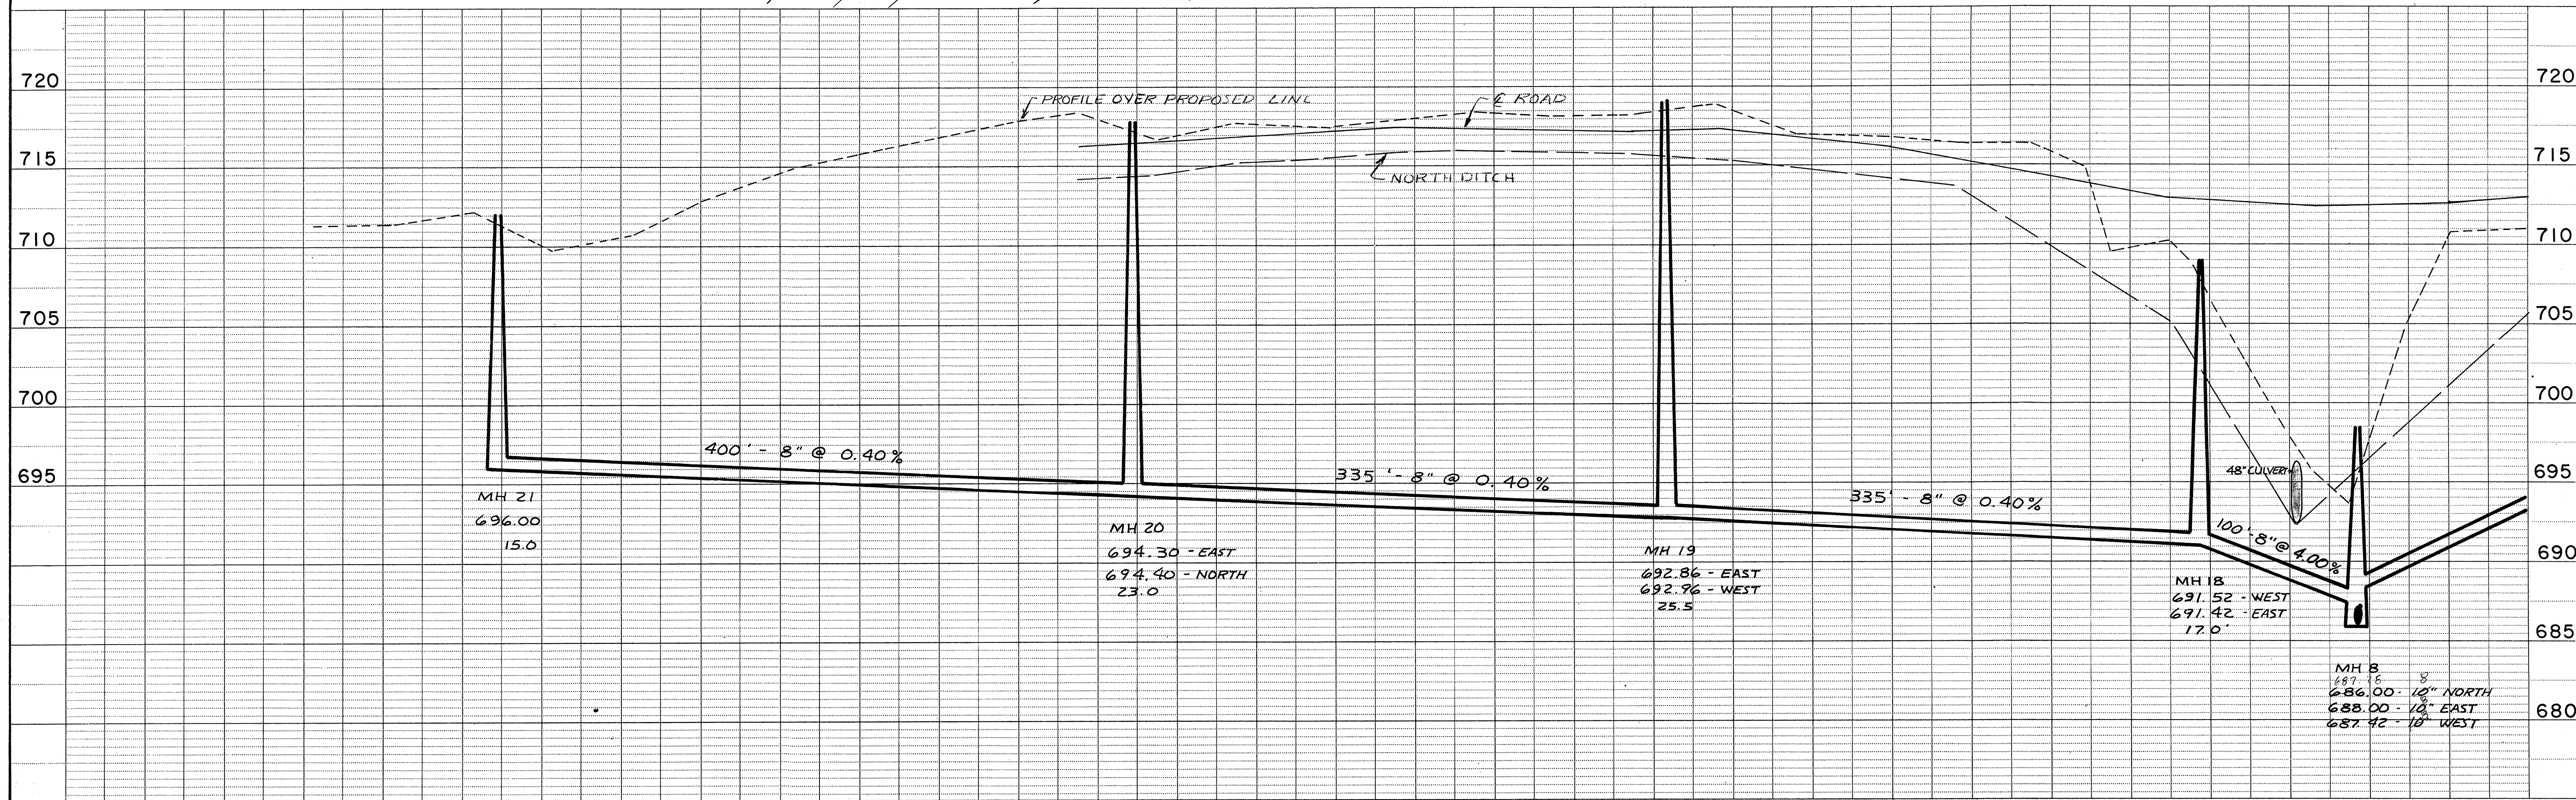 720
720
PROFILE OVER PROPOSED LINE
℄ ROAD
715
715
NORTH DITCH
710
710
705
705
700
700
400' - 8" @ 0.40%
335' - 8" @ 0.40%
335' - 8" @ 0.40%
48" CULVERT
695
695
MH 21
696.00
15.0
MH 20
694.30 - EAST
694.40 - NORTH
23.0
MH 19
692.86 - EAST
692.96 - WEST
25.5
100' - 8" @ 4.00%
690
MH 18
691.52 - WEST
691.42 - EAST
17.0'
685
MH 8
8
686.00 - 10" NORTH
688.00 - 10" EAST
687.42 - 10" WEST
680